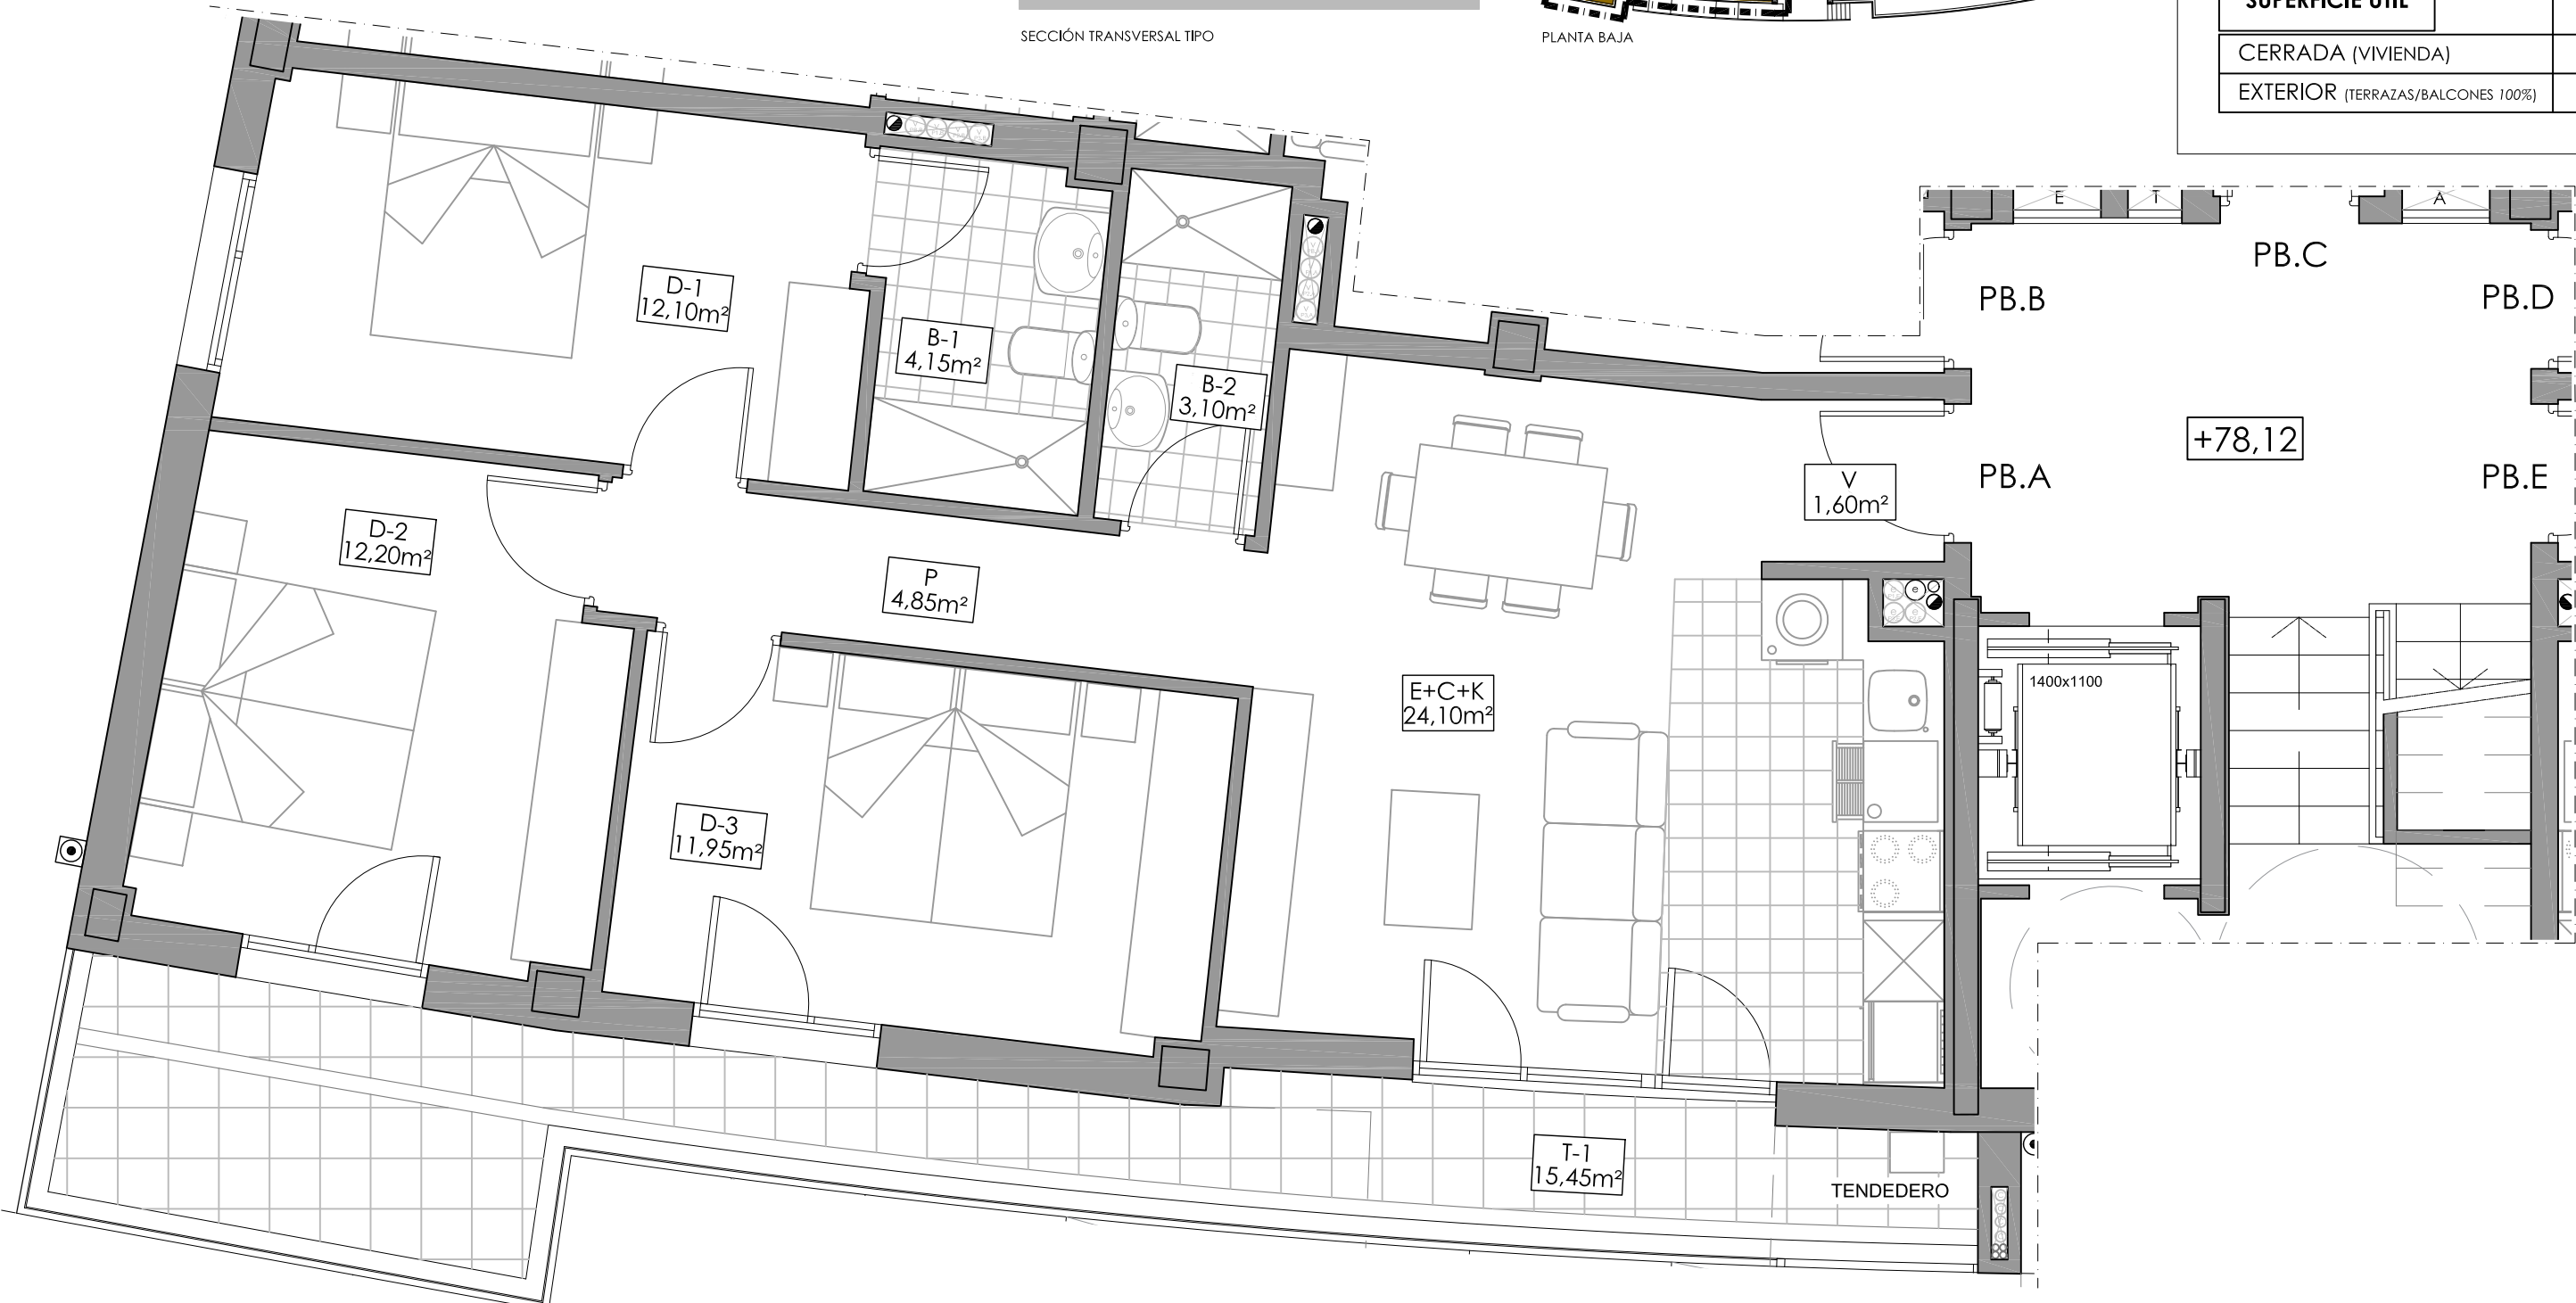 SECCIÓN TRANSVERSAL TIPO
PLANTA BAJA
SUPERFICIE ÚTIL
CERRADA (VIVIENDA)
EXTERIOR (TERRAZAS/BALCONES 100%)
E
T
A
PB.C
PB.B
PB.D
D-1
12,10m²
B-1
4,15m²
B-2
3,10m²
+78,12
PB.A
PB.E
V
1,60m²
D-2
12,20m²
P
4,85m²
E+C+K
24,10m²
1400x1100
D-3
11,95m²
T-1
15,45m²
TENDEDERO